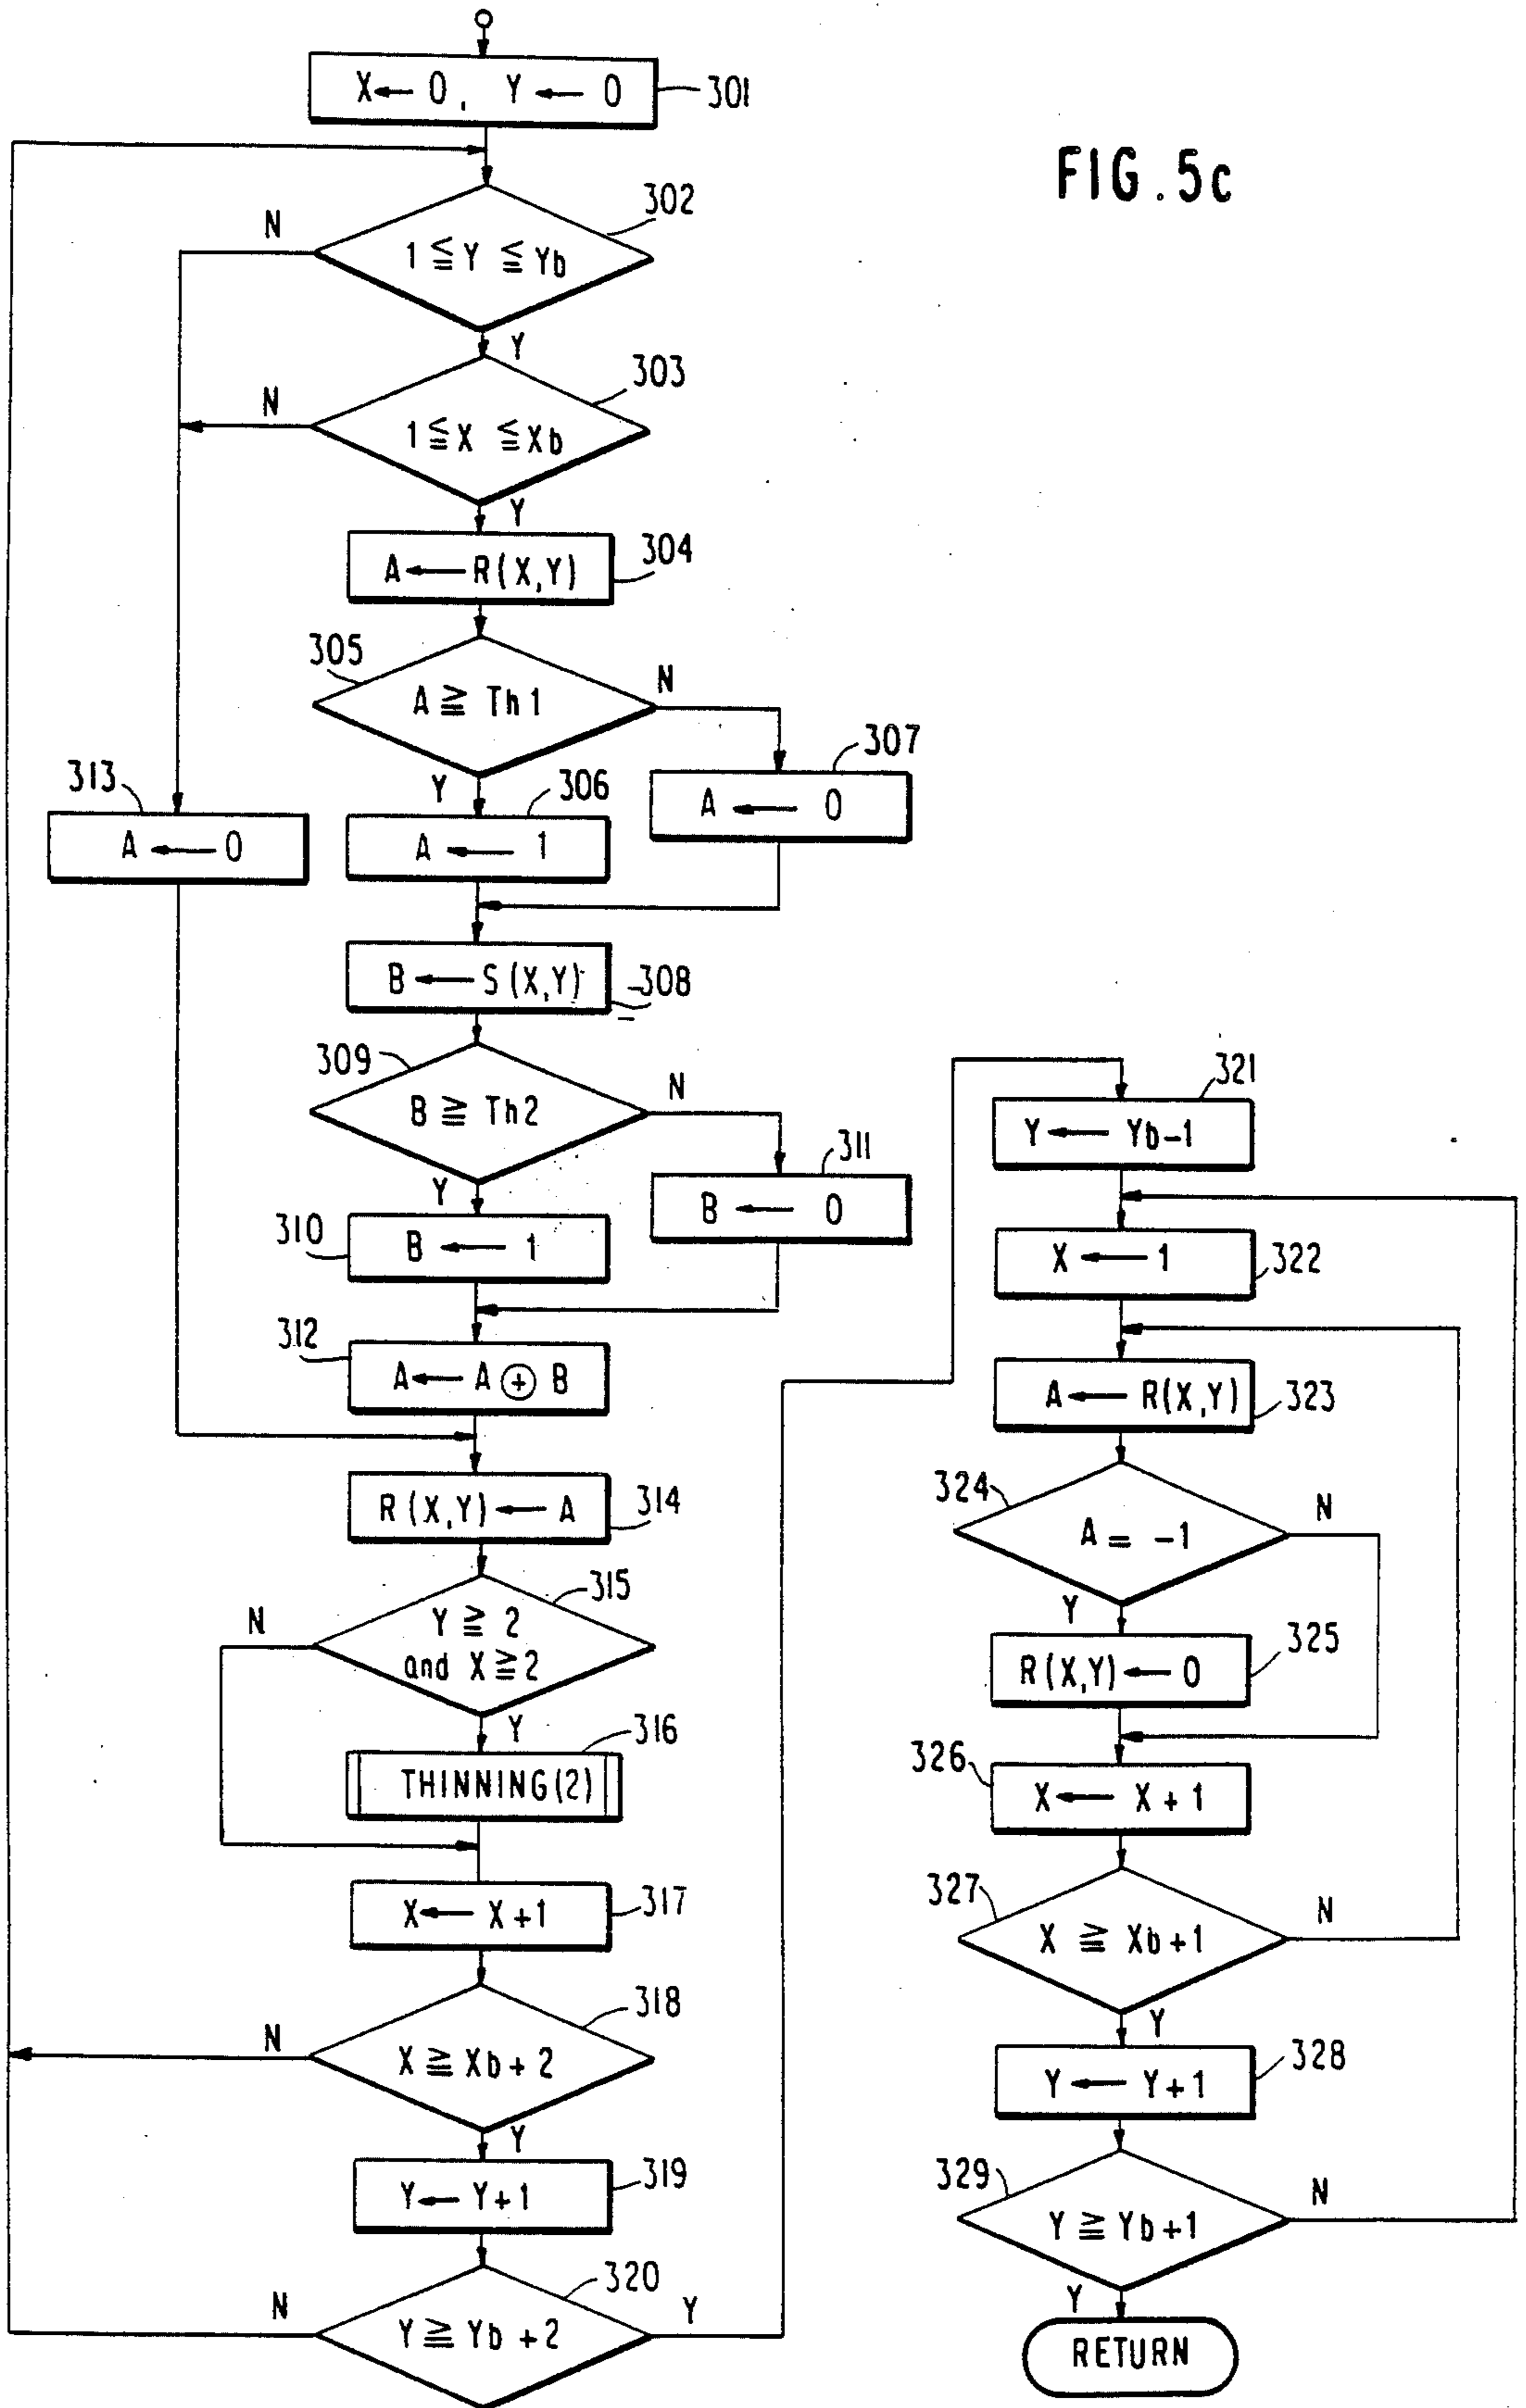 FIG. 5c
X ← 0, Y ← 0
301
302
N
1 ≦ Y ≦ Yb
Y
303
N
1 ≦ X ≦ Xb
Y
A ← R(X,Y)
304
305
A ≧ Th1
N
Y
307
A ← 0
313
A ← 0
306
A ← 1
B ← S(X,Y)
308
309
B ≧ Th2
N
Y
311
B ← 0
310
B ← 1
312
A ← A ⊕ B
R(X,Y) ← A
314
315
N
Y ≧ 2
and X ≧ 2
Y
316
THINNING(2)
X ← X+1
317
318
N
X ≧ Xb+2
Y
Y ← Y+1
319
320
N
Y ≧ Yb+2
Y
321
Y ← Yb-1
X ← 1
322
A ← R(X,Y)
323
324
A = -1
N
Y
R(X,Y) ← 0
325
326
X ← X+1
327
X ≧ Xb+1
N
Y
Y ← Y+1
328
329
Y ≧ Yb+1
N
Y
RETURN